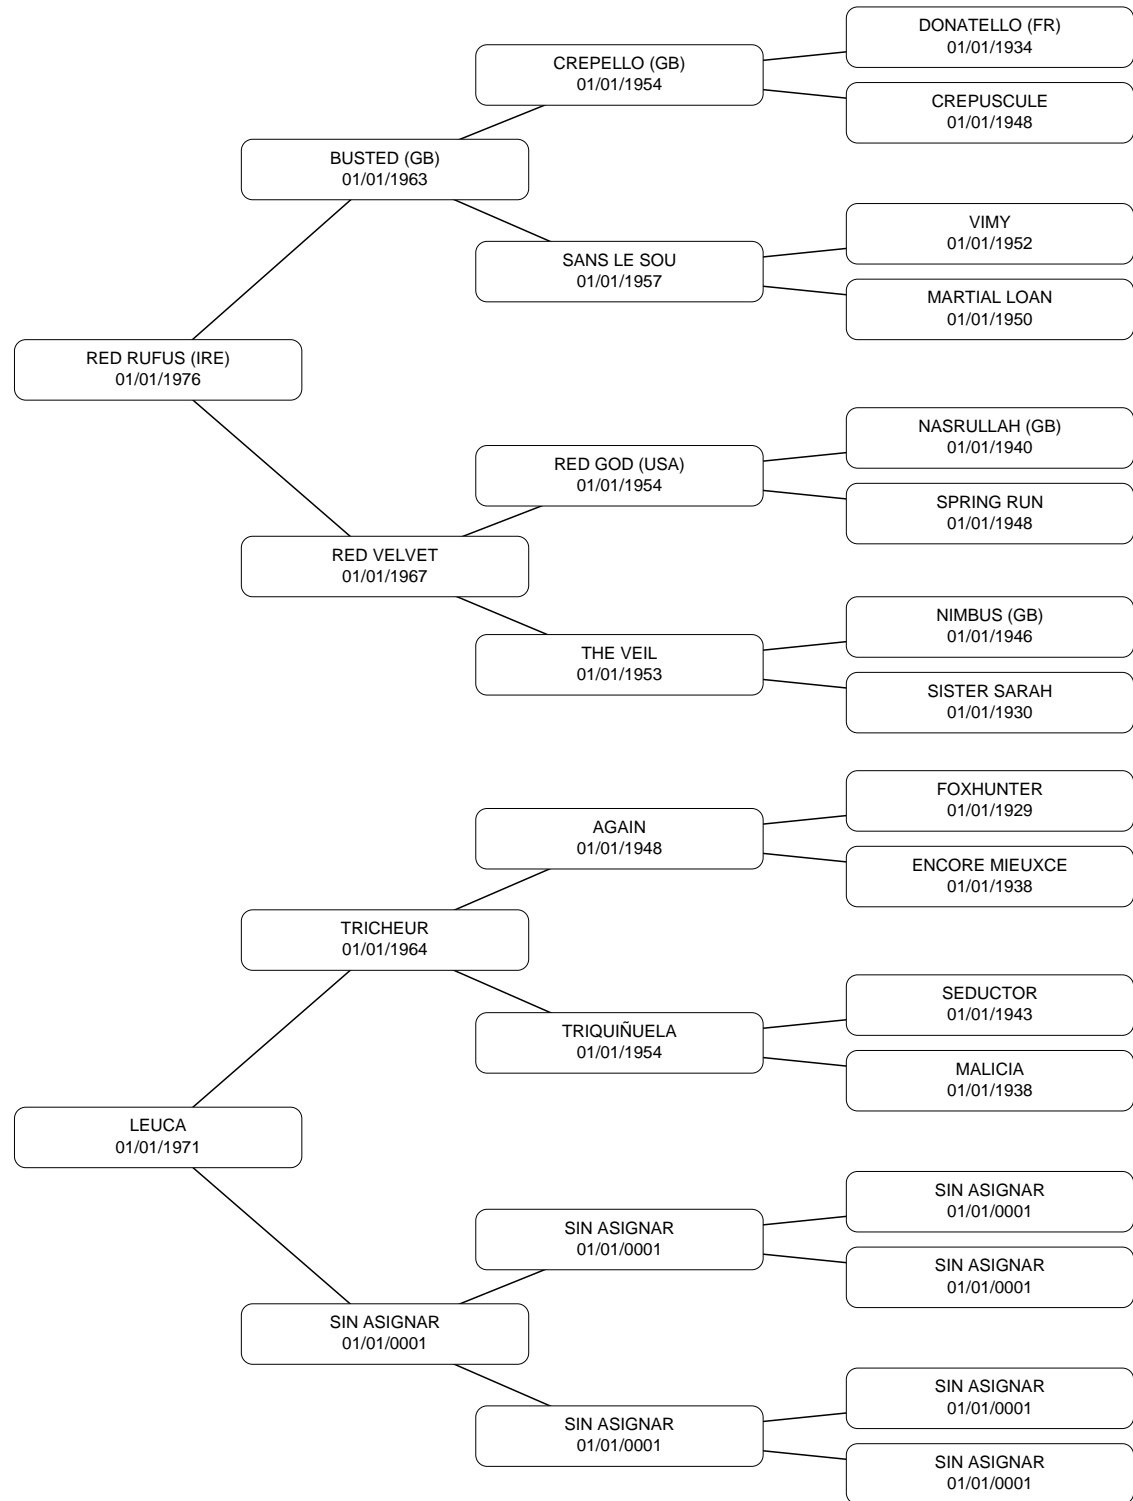 DONATELLO (FR)
01/01/1934
CREPELLO (GB)
01/01/1954
CREPUSCULE
01/01/1948
BUSTED (GB)
01/01/1963
VIMY
01/01/1952
SANS LE SOU
01/01/1957
MARTIAL LOAN
01/01/1950
RED RUFUS (IRE)
01/01/1976
NASRULLAH (GB)
01/01/1940
RED GOD (USA)
01/01/1954
SPRING RUN
01/01/1948
RED VELVET
01/01/1967
NIMBUS (GB)
01/01/1946
THE VEIL
01/01/1953
SISTER SARAH
01/01/1930
FOXHUNTER
01/01/1929
AGAIN
01/01/1948
ENCORE MIEUXCE
01/01/1938
TRICHEUR
01/01/1964
SEDUCTOR
01/01/1943
TRIQUIÑUELA
01/01/1954
MALICIA
01/01/1938
LEUCA
01/01/1971
SIN ASIGNAR
01/01/0001
SIN ASIGNAR
01/01/0001
SIN ASIGNAR
01/01/0001
SIN ASIGNAR
01/01/0001
SIN ASIGNAR
01/01/0001
SIN ASIGNAR
01/01/0001
SIN ASIGNAR
01/01/0001